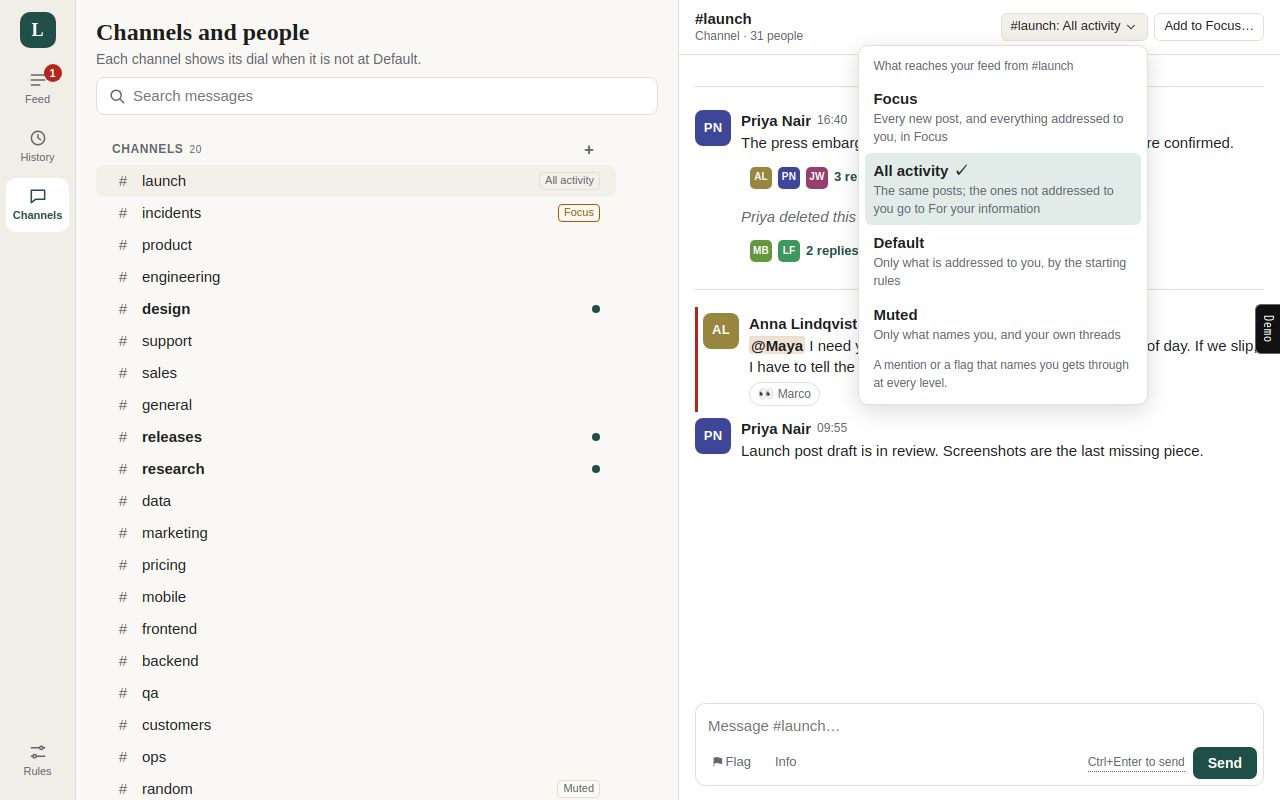 L
1
Feed
History
Channels
Rules
Channels and people
Each channel shows its dial when it is not at Default.
Search messages
CHANNELS 20 +
# launch All activity
# incidents Focus
# product
# engineering
# design
# support
# sales
# general
# releases
# research
# data
# marketing
# pricing
# mobile
# frontend
# backend
# qa
# customers
# ops
# random Muted
#launch
Channel · 31 people
#launch: All activity
Add to Focus…
What reaches your feed from #launch
Focus
Every new post, and everything addressed to
you, in Focus
All activity ✓
The same posts; the ones not addressed to
you go to For your information
Default
Only what is addressed to you, by the starting
rules
Muted
Only what names you, and your own threads
A mention or a flag that names you gets through
at every level.
PN Priya Nair 16:40
The press embarg re confirmed.
AL PN JW 3 re
Priya deleted this
MB LF 2 replies
AL Anna Lindqvist
@Maya I need of day. If we slip,
I have to tell the
👀 Marco
PN Priya Nair 09:55
Launch post draft is in review. Screenshots are the last missing piece.
Demo
Message #launch…
Flag Info Ctrl+Enter to send Send